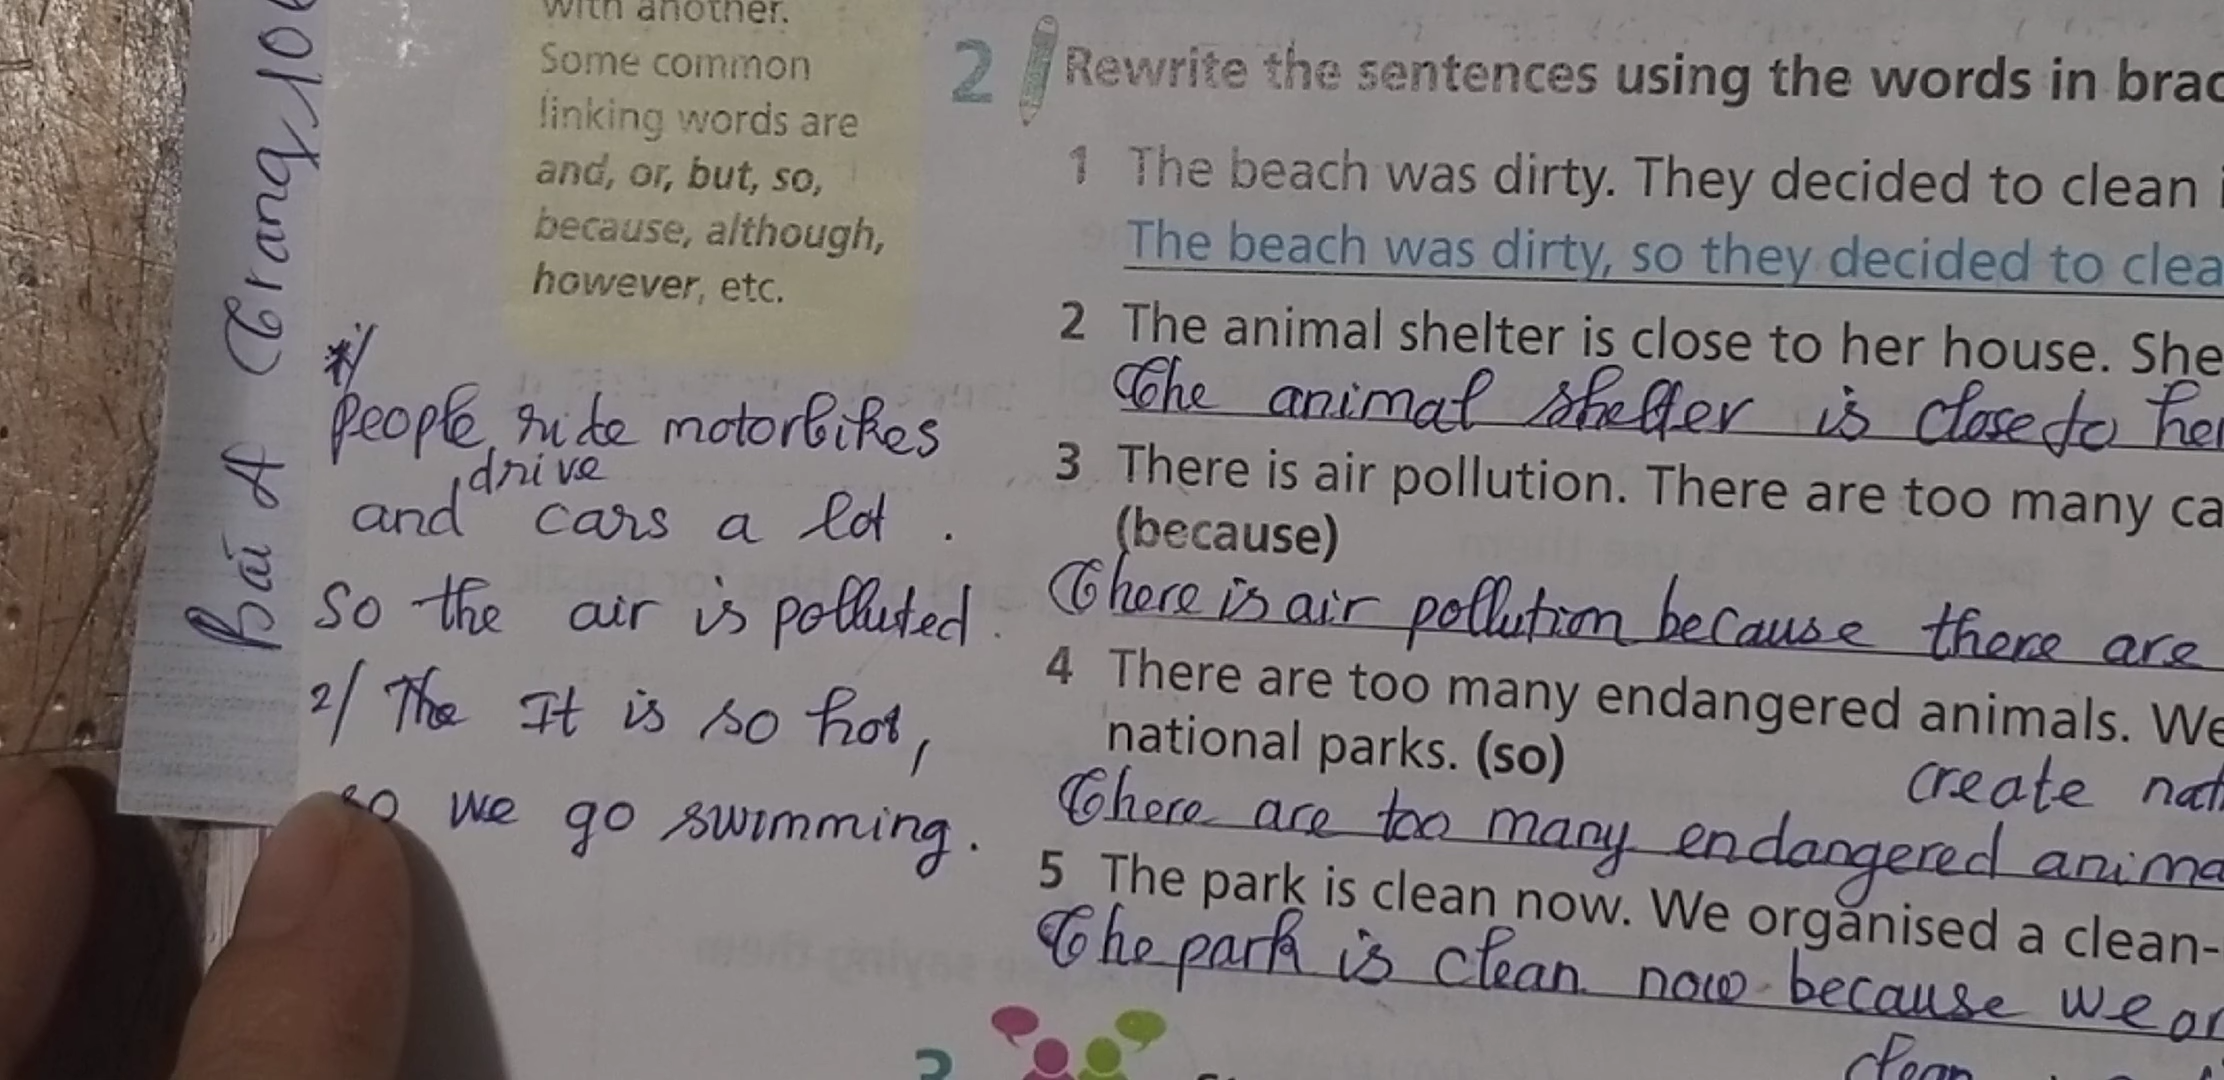 Bài A Trang 106
with another.
Some common
linking words are
and, or, but, so,
because, although,
however, etc.
1/
people ride motorbikes
drive
and cars a lot.
so the air is polluted.
2/ The It is so hot,
so we go swimming.
2 Rewrite the sentences using the words in brac
1 The beach was dirty. They decided to clean i
The beach was dirty, so they decided to clea
2 The animal shelter is close to her house. She
The animal shelter is close to her
3 There is air pollution. There are too many ca
(because)
There is air pollution because there are
4 There are too many endangered animals. We
national parks. (so)
create nat
There are too many endangered anima
5 The park is clean now. We organised a clean-
The park is clean now because we or
clean
3